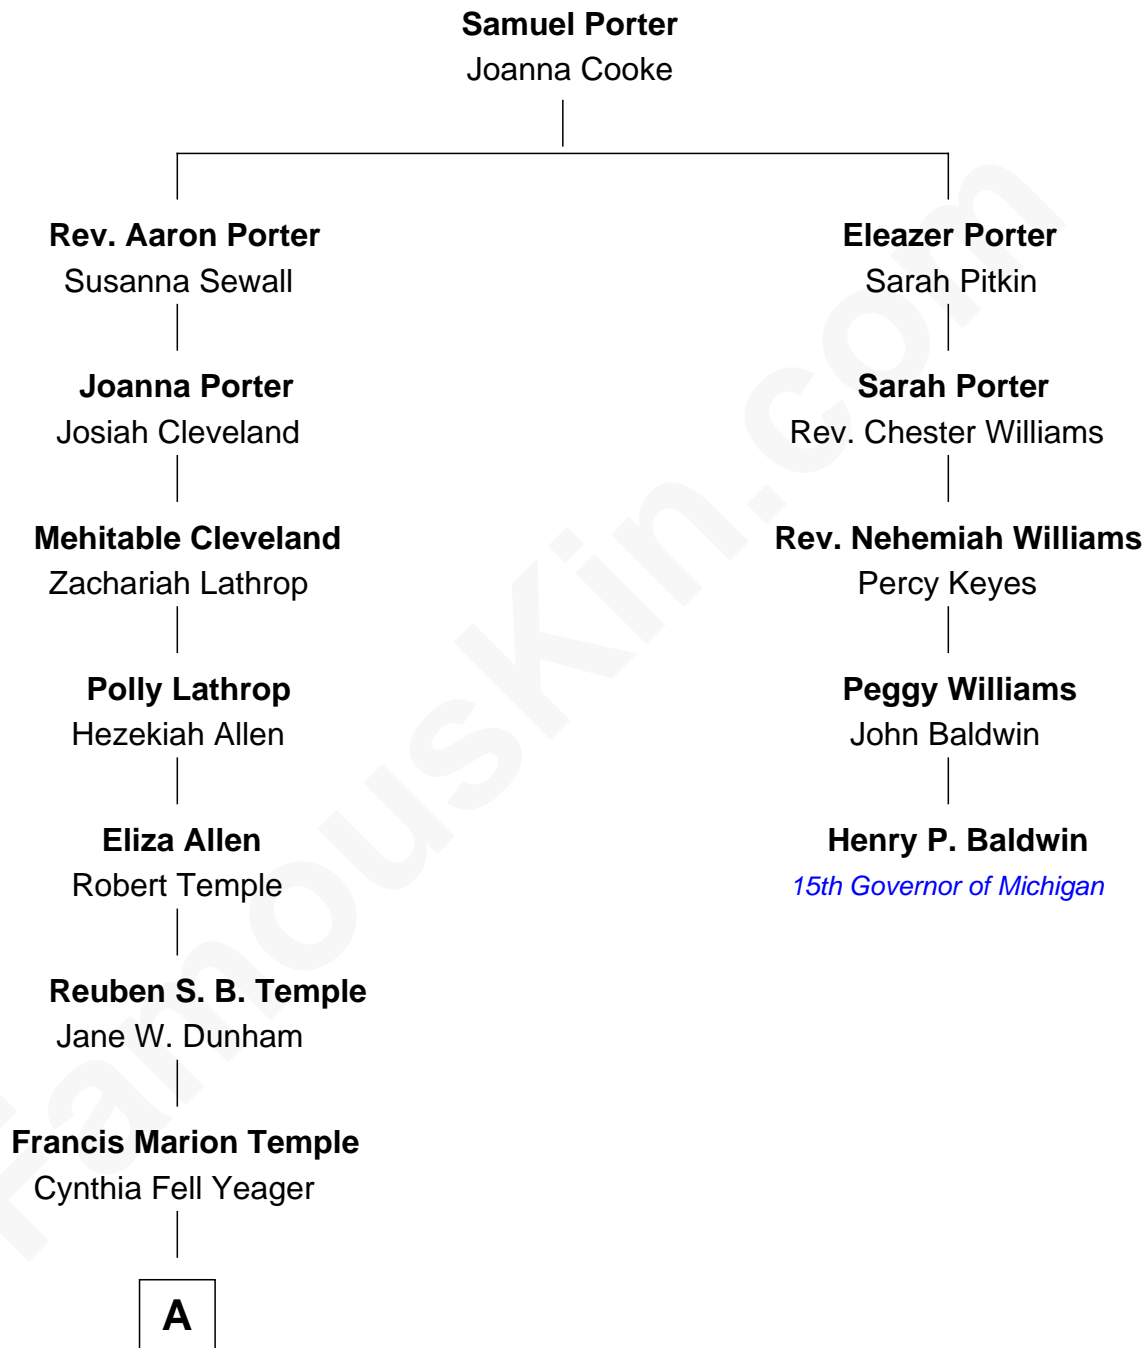 Samuel Porter
Joanna Cooke
Rev. Aaron Porter
Susanna Sewall
Eleazer Porter
Sarah Pitkin
Joanna Porter
Josiah Cleveland
Sarah Porter
Rev. Chester Williams
Mehitable Cleveland
Zachariah Lathrop
Rev. Nehemiah Williams
Percy Keyes
Polly Lathrop
Hezekiah Allen
Peggy Williams
John Baldwin
Eliza Allen
Robert Temple
Henry P. Baldwin
15th Governor of Michigan
Reuben S. B. Temple
Jane W. Dunham
Francis Marion Temple
Cynthia Fell Yeager
A
FamousKin.com